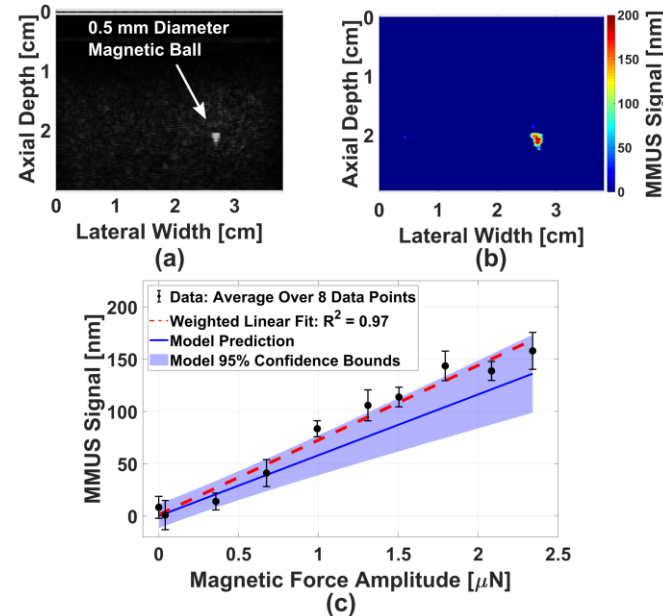 0
0.5 mm Diameter
Magnetic Ball
1
2
Axial Depth [cm]
0 1 2 3
Lateral Width [cm]
(a)
0
1
2
Axial Depth [cm]
0 1 2 3
Lateral Width [cm]
(b)
200
150
100
50
0
MMUS Signal [nm]
Data: Average Over 8 Data Points
Weighted Linear Fit: R² = 0.97
Model Prediction
Model 95% Confidence Bounds
200
150
100
50
0
MMUS Signal [nm]
0 0.5 1 1.5 2 2.5
Magnetic Force Amplitude [μN]
(c)